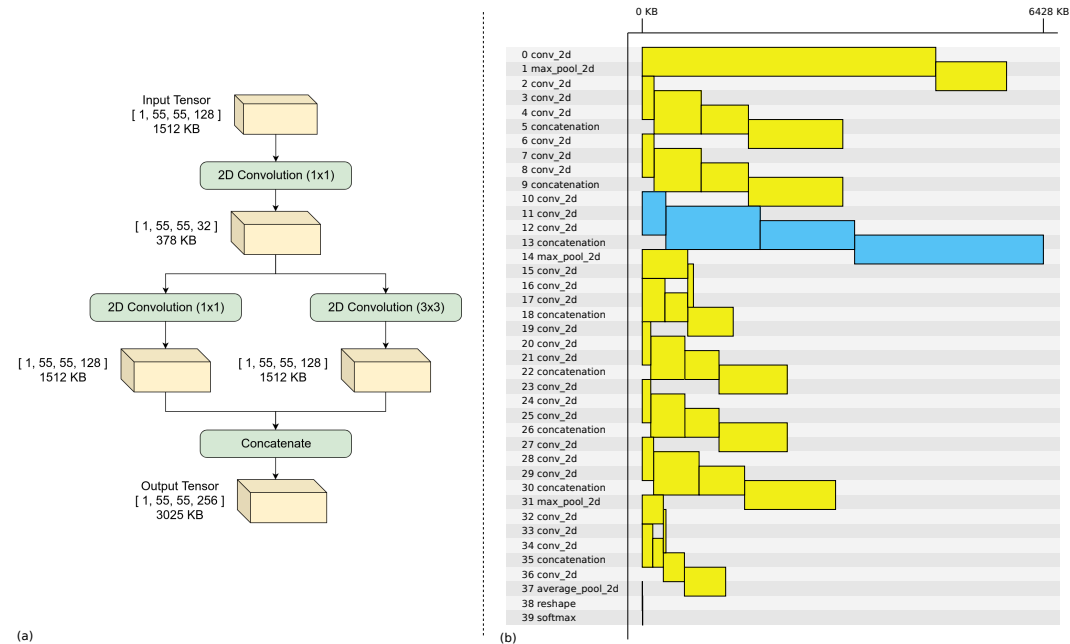 Input Tensor
[ 1, 55, 55, 128 ]
1512 KB
2D Convolution (1x1)
[ 1, 55, 55, 32 ]
378 KB
2D Convolution (1x1)
2D Convolution (3x3)
[ 1, 55, 55, 128 ]
1512 KB
[ 1, 55, 55, 128 ]
1512 KB
Concatenate
Output Tensor
[ 1, 55, 55, 256 ]
3025 KB
(a)
0 KB
6428 KB
0 conv_2d
1 max_pool_2d
2 conv_2d
3 conv_2d
4 conv_2d
5 concatenation
6 conv_2d
7 conv_2d
8 conv_2d
9 concatenation
10 conv_2d
11 conv_2d
12 conv_2d
13 concatenation
14 max_pool_2d
15 conv_2d
16 conv_2d
17 conv_2d
18 concatenation
19 conv_2d
20 conv_2d
21 conv_2d
22 concatenation
23 conv_2d
24 conv_2d
25 conv_2d
26 concatenation
27 conv_2d
28 conv_2d
29 conv_2d
30 concatenation
31 max_pool_2d
32 conv_2d
33 conv_2d
34 conv_2d
35 concatenation
36 conv_2d
37 average_pool_2d
38 reshape
39 softmax
(b)